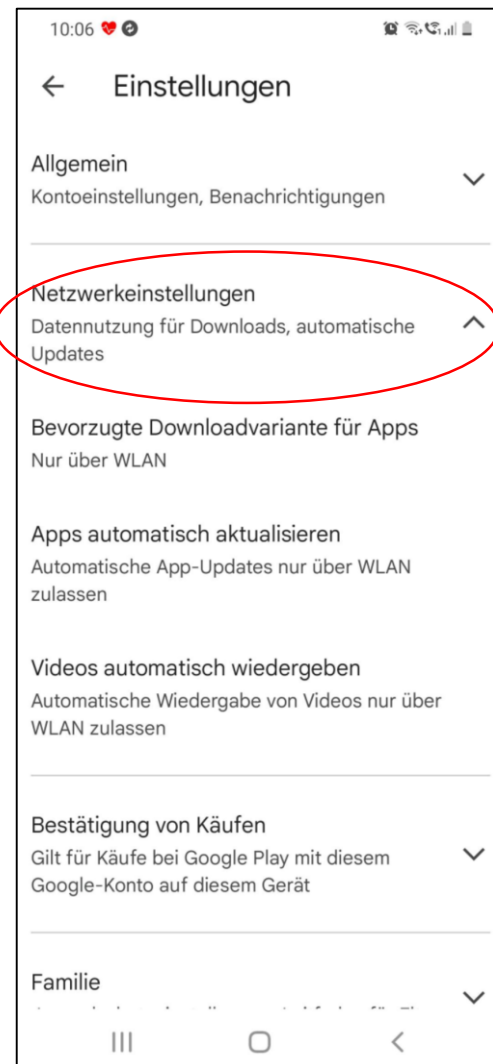 10:06
Einstellungen
Allgemein
Kontoeinstellungen, Benachrichtigungen
Netzwerkeinstellungen
Datennutzung für Downloads, automatische
Updates
Bevorzugte Downloadvariante für Apps
Nur über WLAN
Apps automatisch aktualisieren
Automatische App-Updates nur über WLAN
zulassen
Videos automatisch wiedergeben
Automatische Wiedergabe von Videos nur über
WLAN zulassen
Bestätigung von Käufen
Gilt für Käufe bei Google Play mit diesem
Google-Konto auf diesem Gerät
Familie